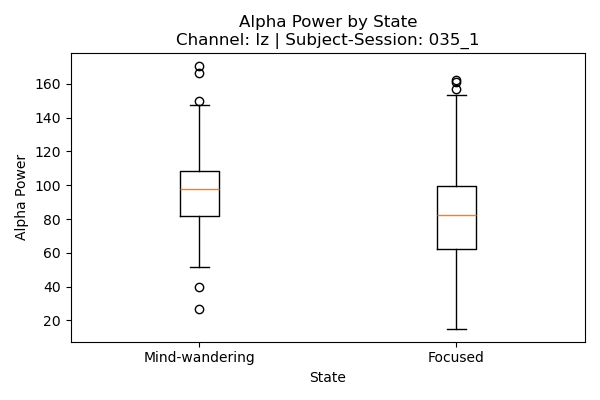 Alpha Power by State
Channel: Iz | Subject-Session: 035_1
Alpha Power
160
140
120
100
80
60
40
20
Mind-wandering
Focused
State